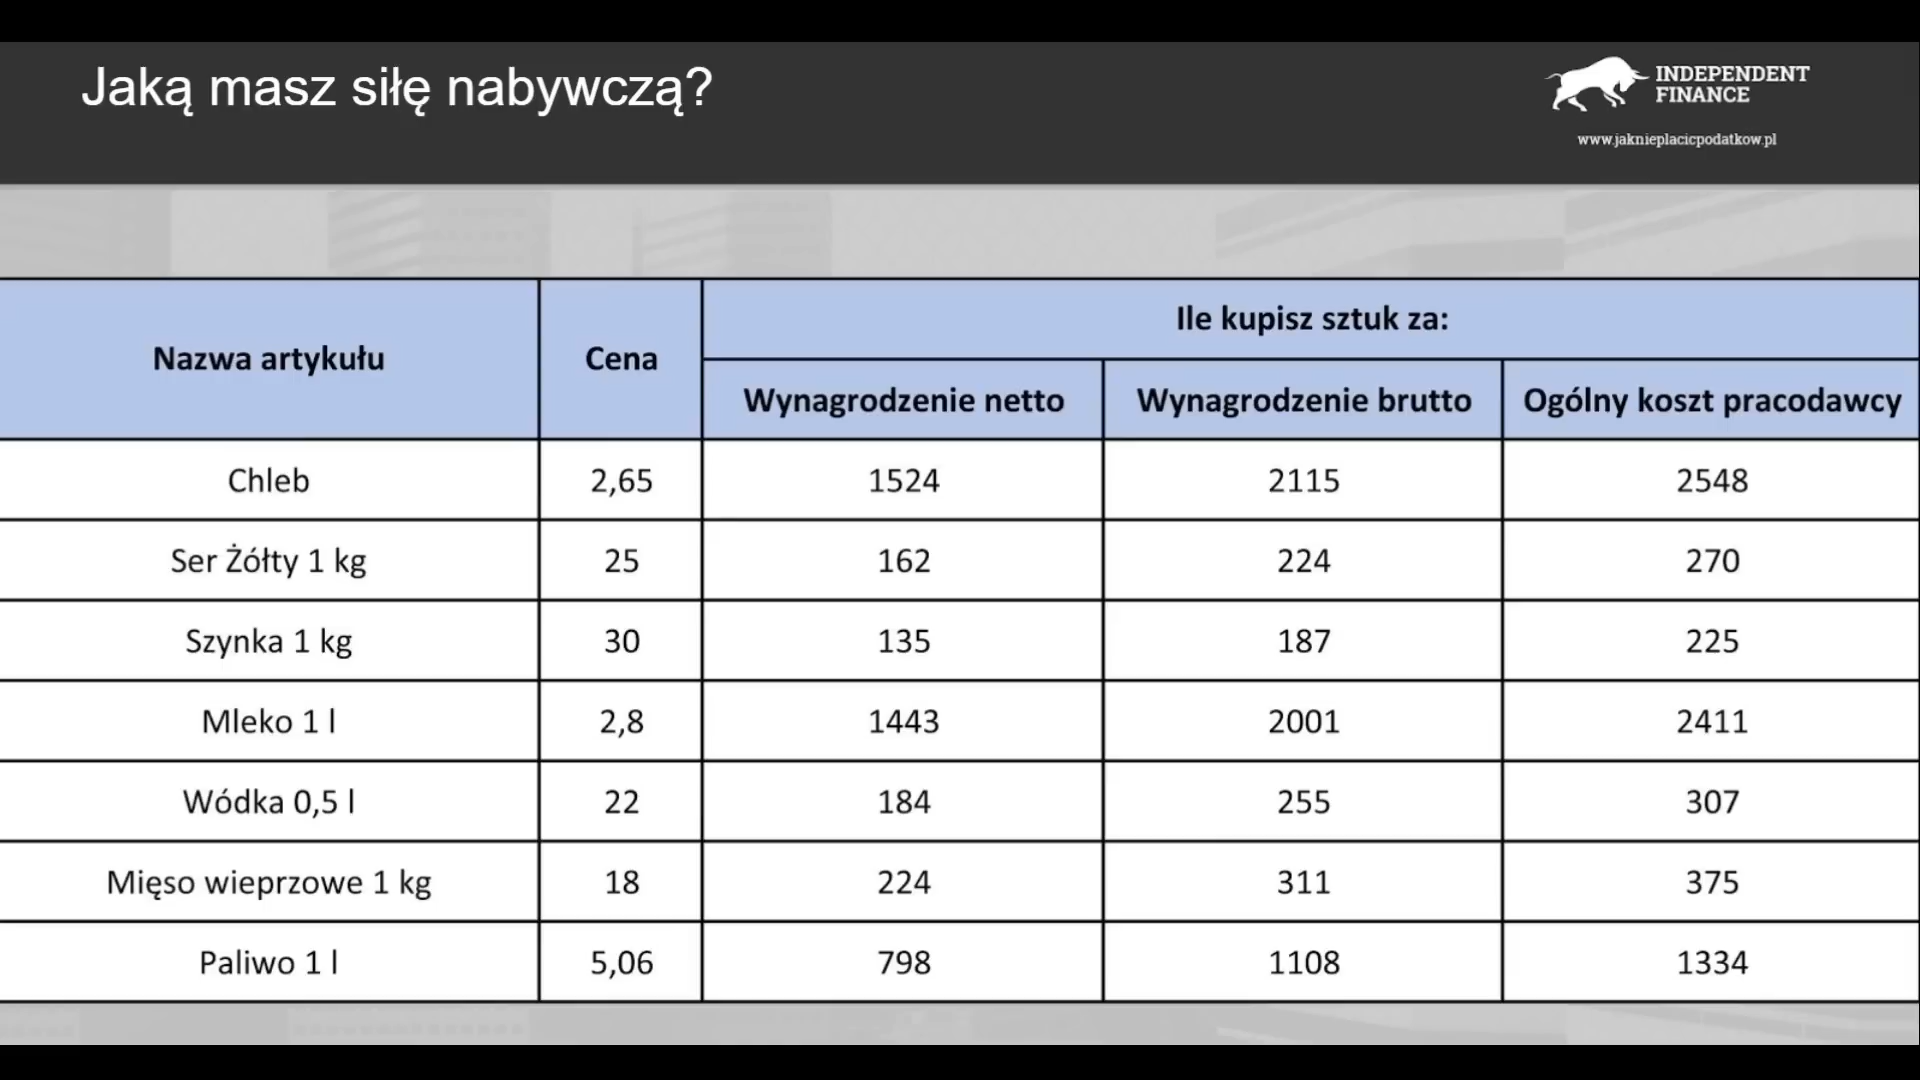 Jaką masz siłę nabywczą?
INDEPENDENT
FINANCE
www.jaknieplacicpodatkow.pl
Nazwa artykułu Cena Ile kupisz sztuk za:
Wynagrodzenie netto Wynagrodzenie brutto Ogólny koszt pracodawcy
Chleb 2,65 1524 2115 2548
Ser Żółty 1 kg 25 162 224 270
Szynka 1 kg 30 135 187 225
Mleko 1 l 2,8 1443 2001 2411
Wódka 0,5 l 22 184 255 307
Mięso wieprzowe 1 kg 18 224 311 375
Paliwo 1 l 5,06 798 1108 1334